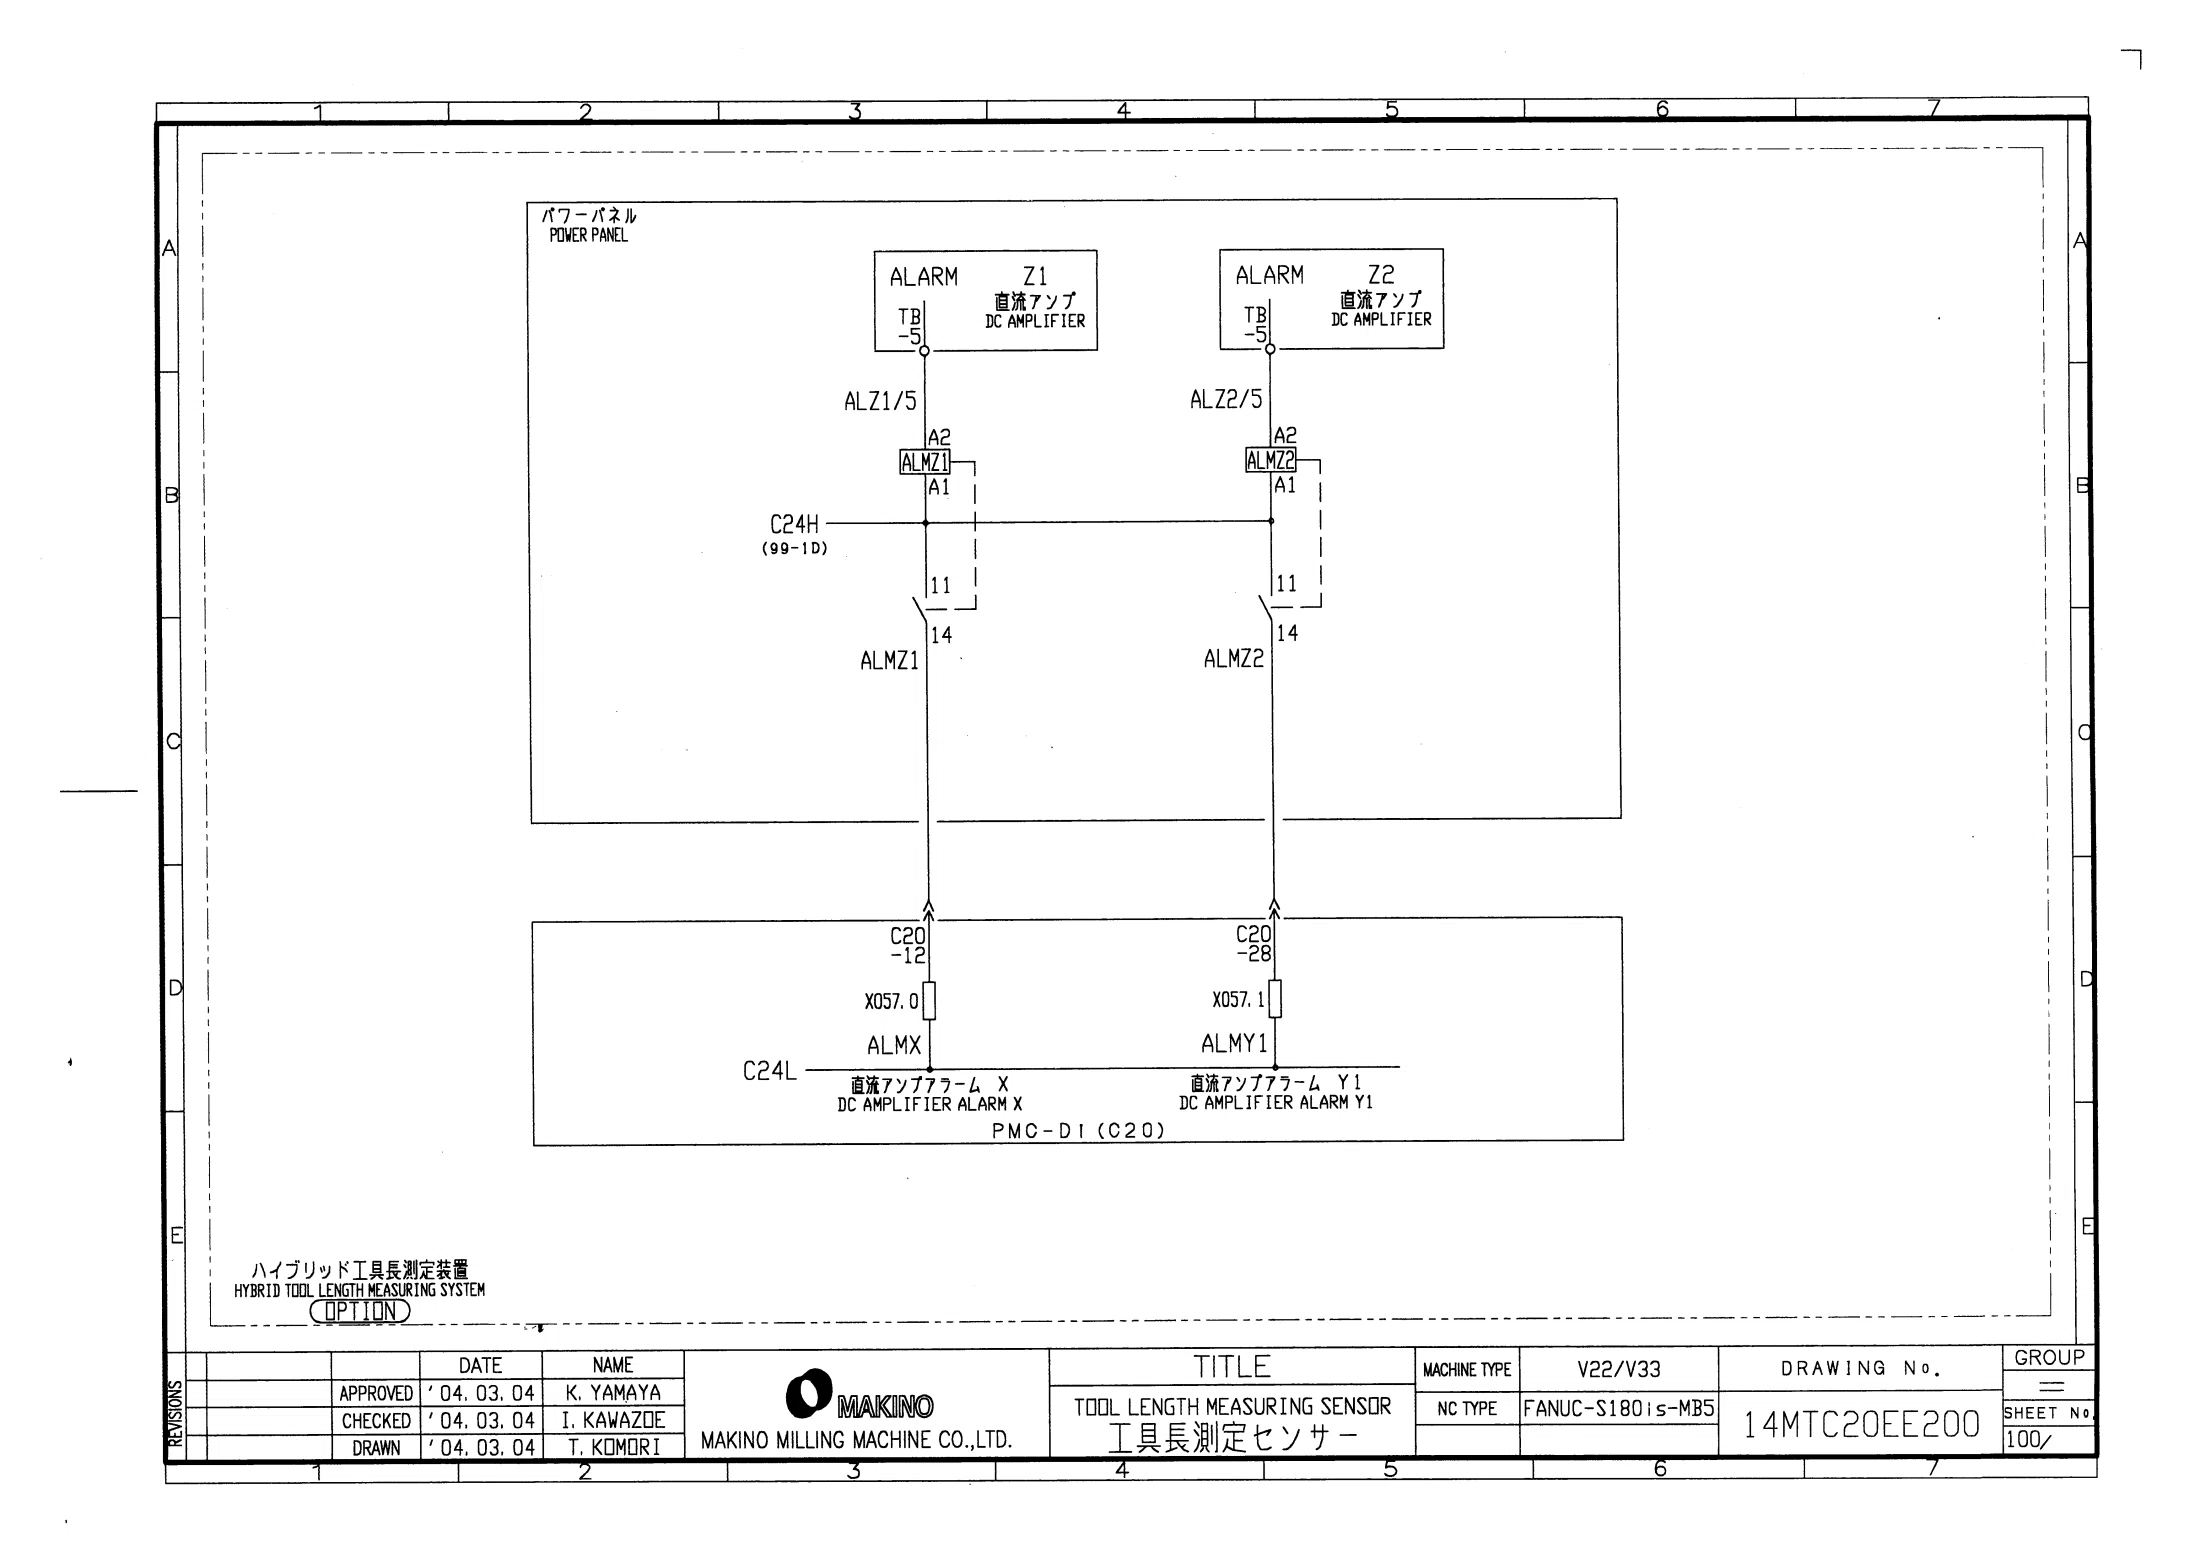 1 2 3 4 5 6 7
A A
B B
C C
D D
E E
パワーパネル
POWER PANEL
ALARM Z1
直流アンプ
DC AMPLIFIER
TB
-5
ALARM Z2
直流アンプ
DC AMPLIFIER
TB
-5
ALZ1/5
ALZ2/5
A2
ALMZ1
A1
A2
ALMZ2
A1
C24H
(99-1D)
11
14
ALMZ1
11
14
ALMZ2
C20
-12
C20
-28
X057.0
X057.1
ALMX
ALMY1
C24L
直流アンプアラーム X
DC AMPLIFIER ALARM X
直流アンプアラーム Y1
DC AMPLIFIER ALARM Y1
PMC-DI(C20)
ハイブリッド工具長測定装置
HYBRID TOOL LENGTH MEASURING SYSTEM
OPTION
REVISIONS
DATE NAME
APPROVED '04.03.04 K. YAMAYA
CHECKED '04.03.04 I. KAWAZOE
DRAWN '04.03.04 T. KOMORI
MAKINO
MAKINO MILLING MACHINE CO.,LTD.
TITLE
TOOL LENGTH MEASURING SENSOR
工具長測定センサー
MACHINE TYPE V22/V33
NC TYPE FANUC-S180is-MB5
DRAWING No.
14MTC20EE200
GROUP
=
SHEET No.
100/
1 2 3 4 5 6 7